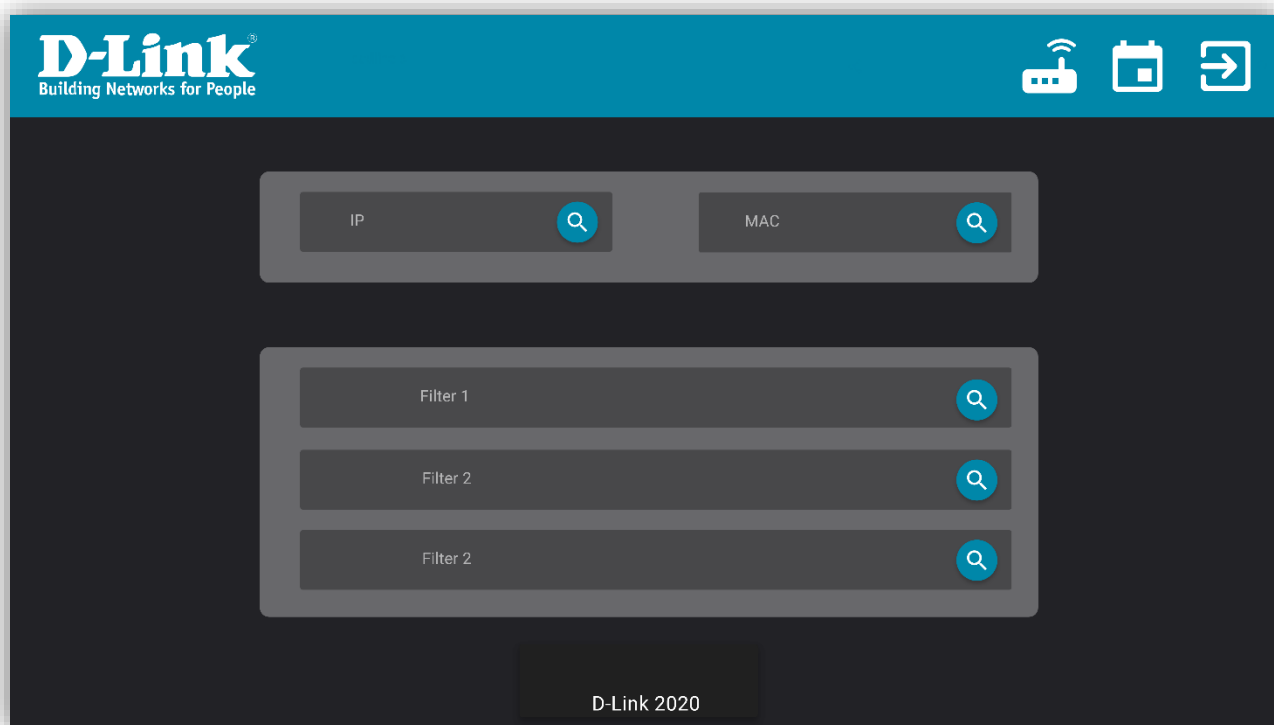 D-Link®
Building Networks for People
IP
MAC
Filter 1
Filter 2
Filter 2
D-Link 2020